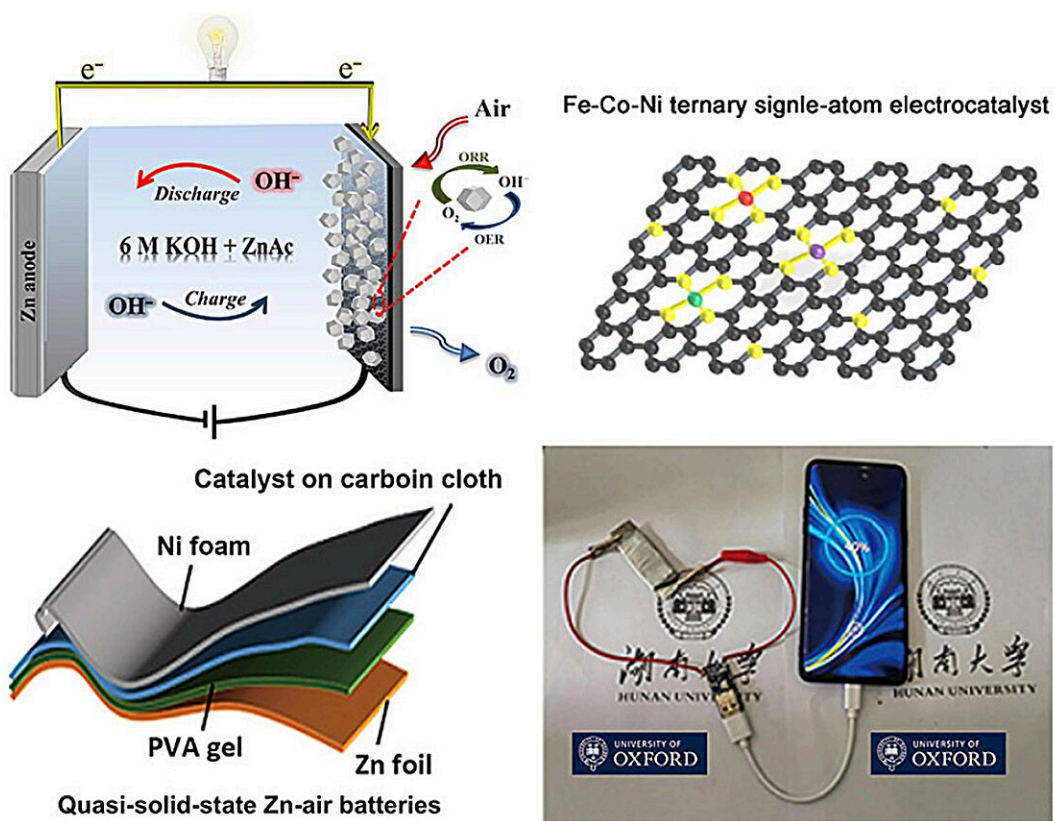 e⁻
e⁻
Air
ORR
OH⁻
O₂
OER
OH⁻
Discharge
6 M KOH + ZnAc
Zn anode
OH⁻
Charge
O₂
Fe-Co-Ni ternary signle-atom electrocatalyst
Catalyst on carboin cloth
Ni foam
PVA gel
Zn foil
Quasi-solid-state Zn-air batteries
40%
湖南大学
HUNAN UNIVERSITY
湖南大学
HUNAN UNIVERSITY
UNIVERSITY OF
OXFORD
UNIVERSITY OF
OXFORD